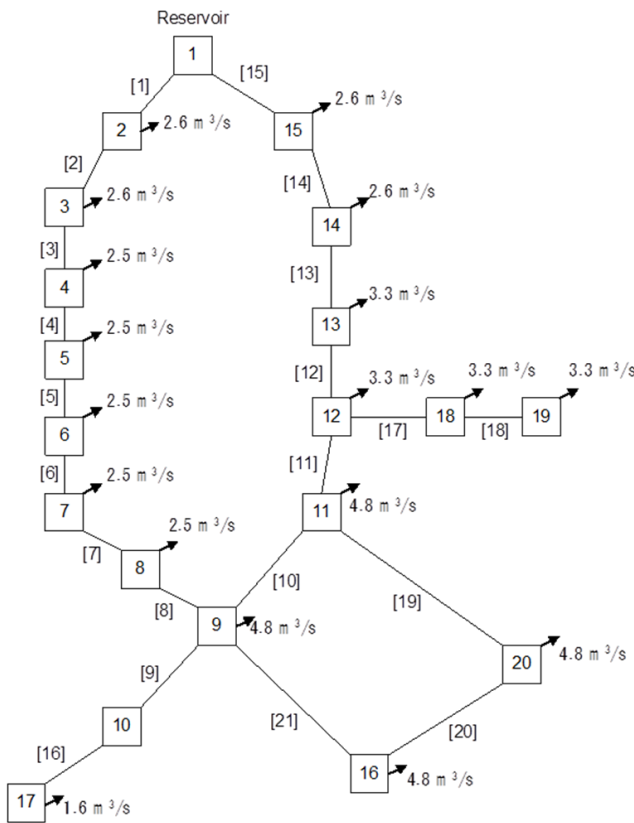 Reservoir
1
[1]
[15]
2
2.6 m³/s
15
2.6 m³/s
[2]
[14]
3
2.6 m³/s
14
2.6 m³/s
[3]
2.5 m³/s
4
[13]
3.3 m³/s
13
[4]
2.5 m³/s
5
[12]
3.3 m³/s
12
3.3 m³/s
18
3.3 m³/s
19
[17]
[18]
[5]
2.5 m³/s
6
[11]
[6]
2.5 m³/s
7
4.8 m³/s
11
[7]
2.5 m³/s
8
[10]
[8]
[19]
9
4.8 m³/s
20
4.8 m³/s
[9]
10
[21]
[20]
[16]
16
4.8 m³/s
17
1.6 m³/s